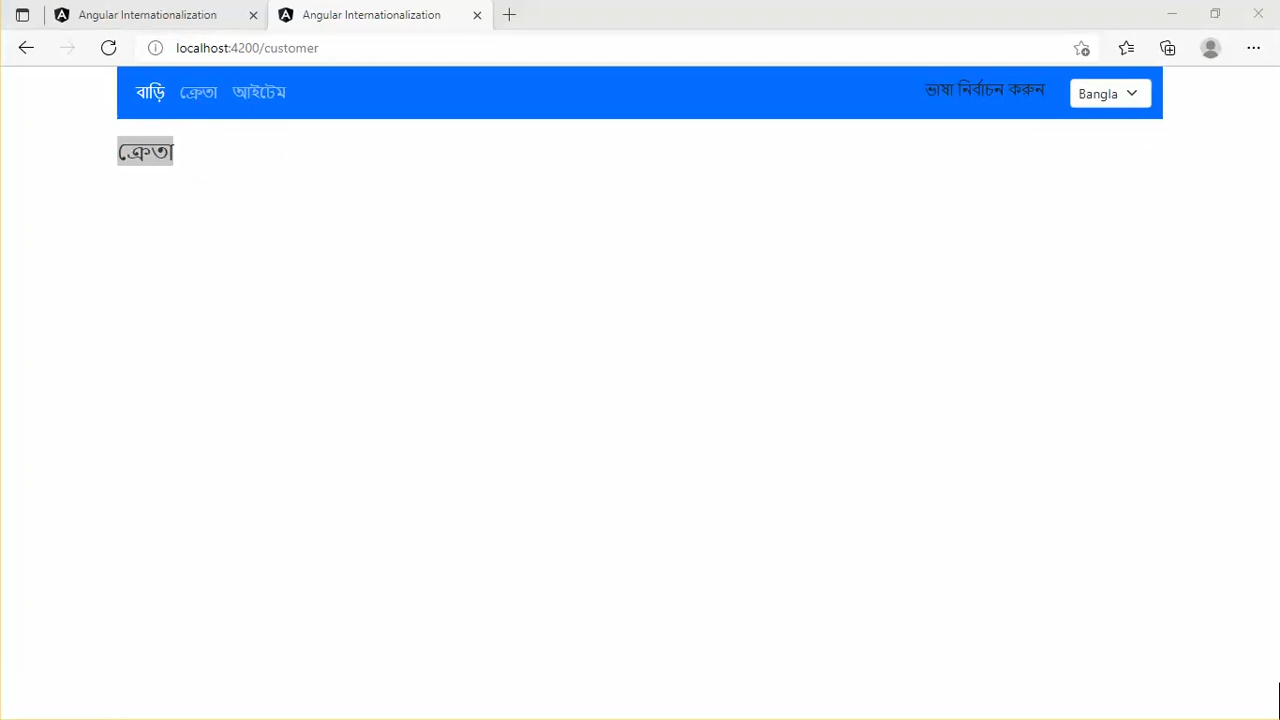 Angular Internationalization
Angular Internationalization
localhost:4200/customer
বাড়ি ক্রেতা আইটেম ভাষা নির্বাচন করুন Bangla
ক্রেতা